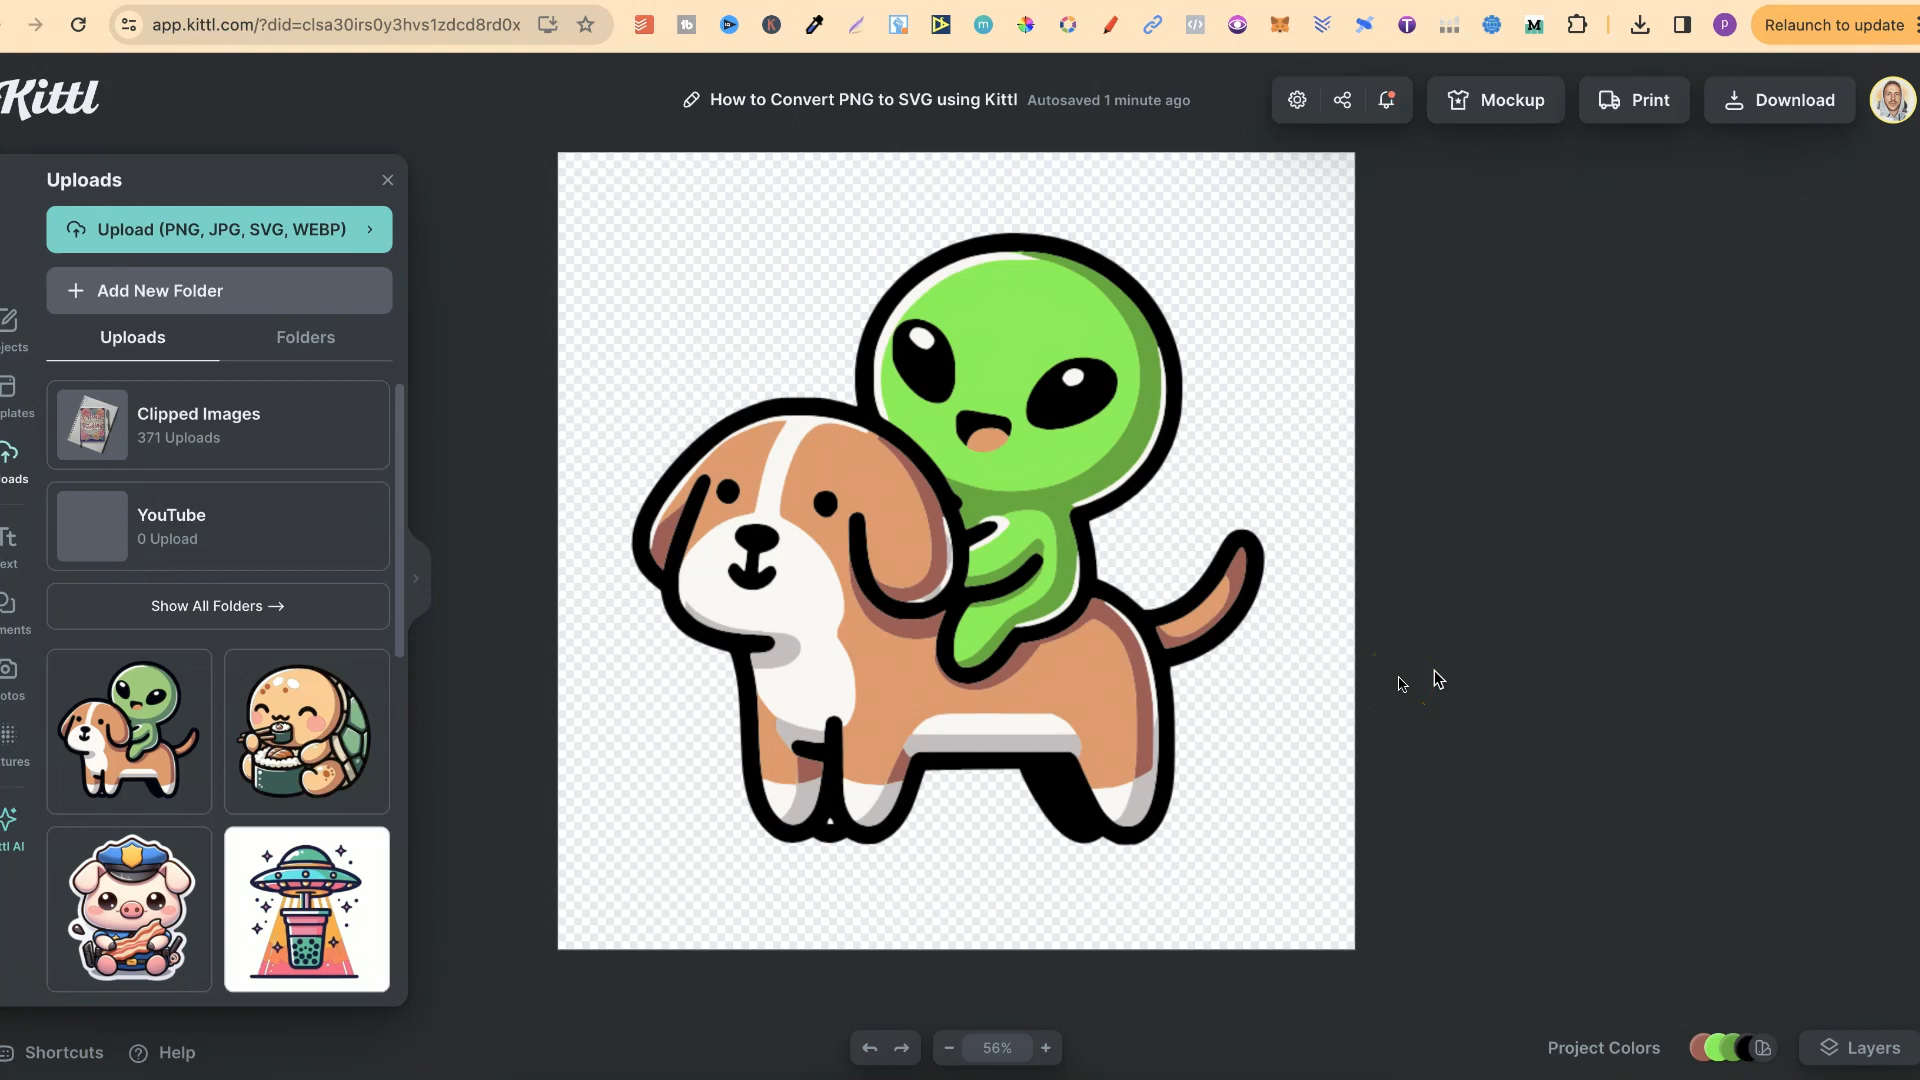 app.kittl.com/?did=clsa30irs0y3hvs1zdcd8rd0x
Relaunch to update
Kittl
How to Convert PNG to SVG using Kittl Autosaved 1 minute ago
Mockup
Print
Download
Uploads
Upload (PNG, JPG, SVG, WEBP)
Add New Folder
Uploads Folders
Clipped Images
371 Uploads
YouTube
0 Upload
Show All Folders →
jects
plates
oads
Tt
ext
ments
otos
tures
ttl AI
Shortcuts
Help
56%
Project Colors
Layers